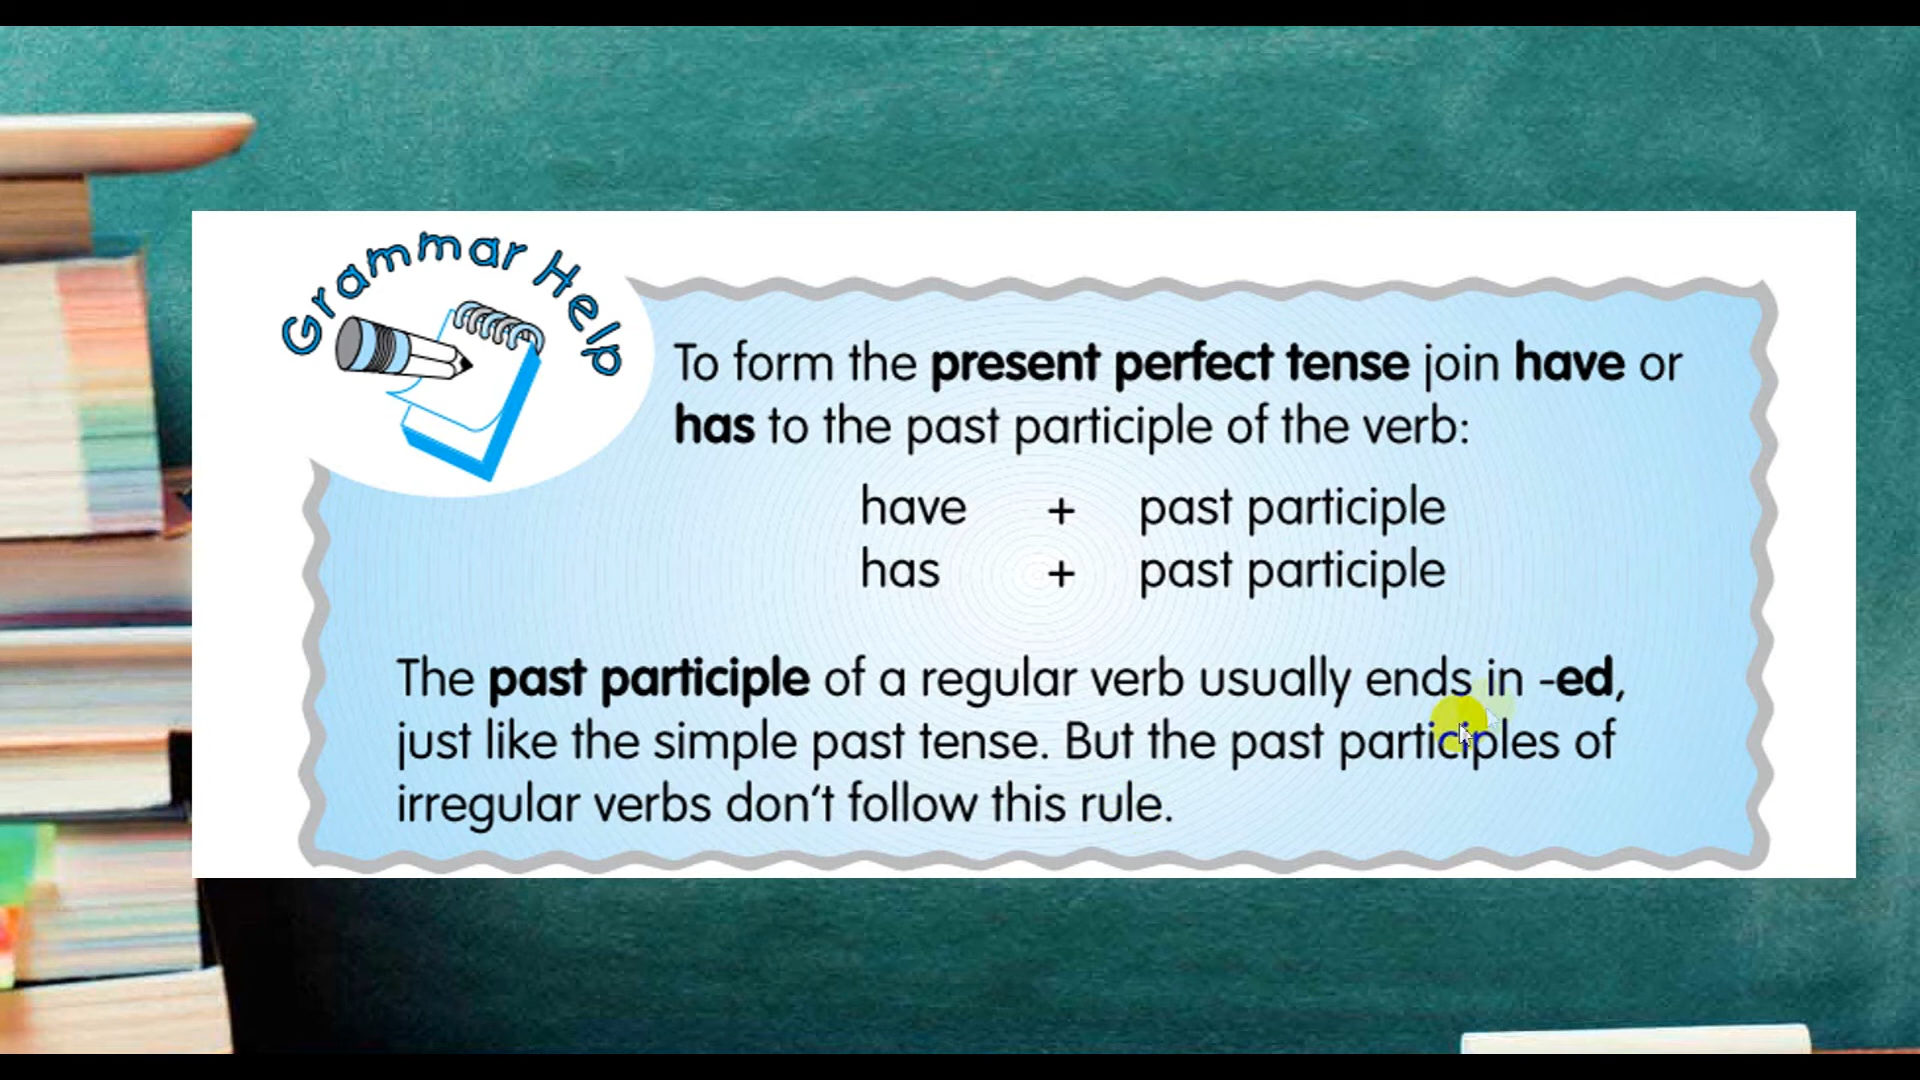 Grammar Help
To form the present perfect tense join have or
has to the past participle of the verb:
have + past participle
has + past participle
The past participle of a regular verb usually ends in -ed,
just like the simple past tense. But the past participles of
irregular verbs don't follow this rule.